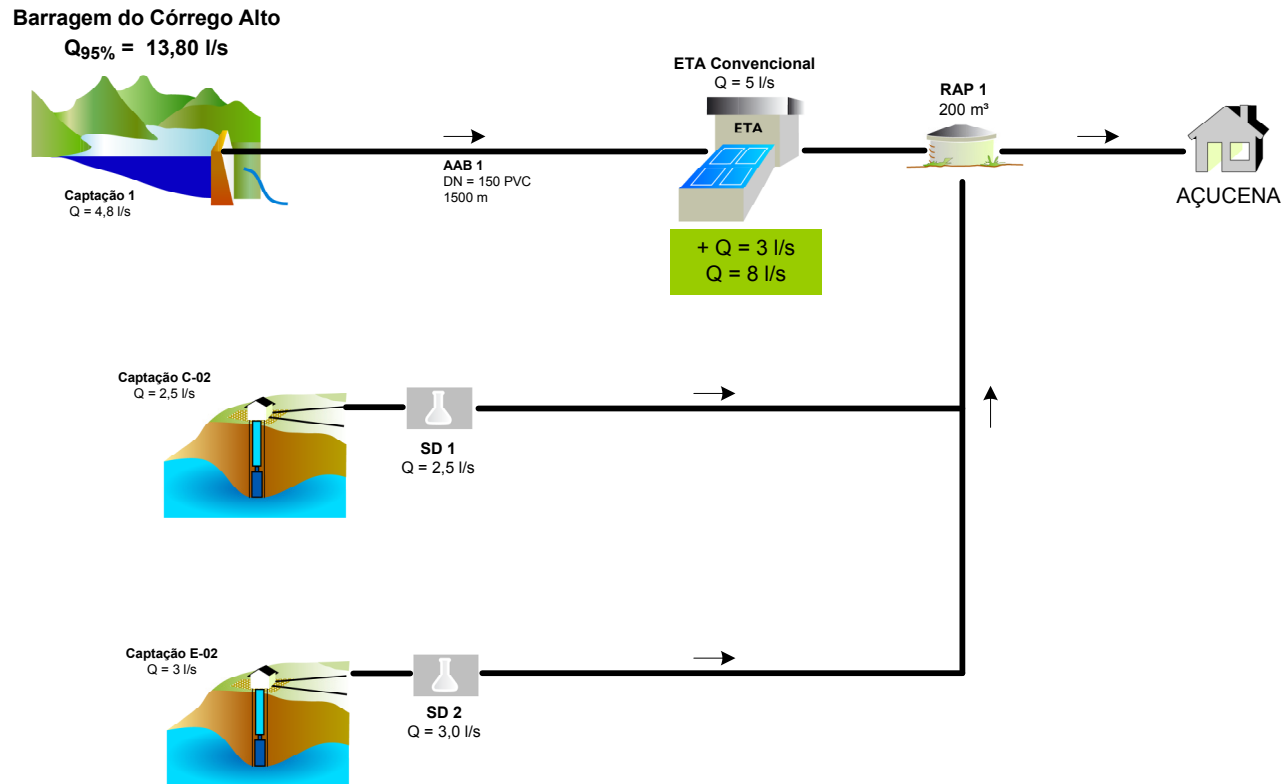 Barragem do Córrego Alto
Q95% = 13,80 l/s
Captação 1
Q = 4,8 l/s
AAB 1
DN = 150 PVC
1500 m
ETA Convencional
Q = 5 l/s
ETA
+ Q = 3 l/s
Q = 8 l/s
RAP 1
200 m³
AÇUCENA
Captação C-02
Q = 2,5 l/s
SD 1
Q = 2,5 l/s
Captação E-02
Q = 3 l/s
SD 2
Q = 3,0 l/s